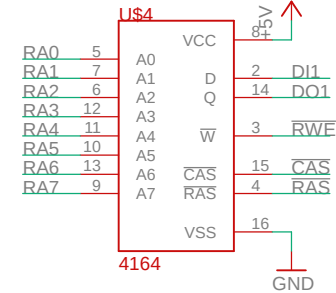 U$4
+5V
VCC 8
RA0 5 A0
RA1 7 A1
D 2 DI1
RA2 6 A2
Q 14 DO1
RA3 12 A3
RA4 11 A4
W 3 RWE
RA5 10 A5
RA6 13 A6
CAS 15 CAS
RA7 9 A7
RAS 4 RAS
VSS 16
4164
GND